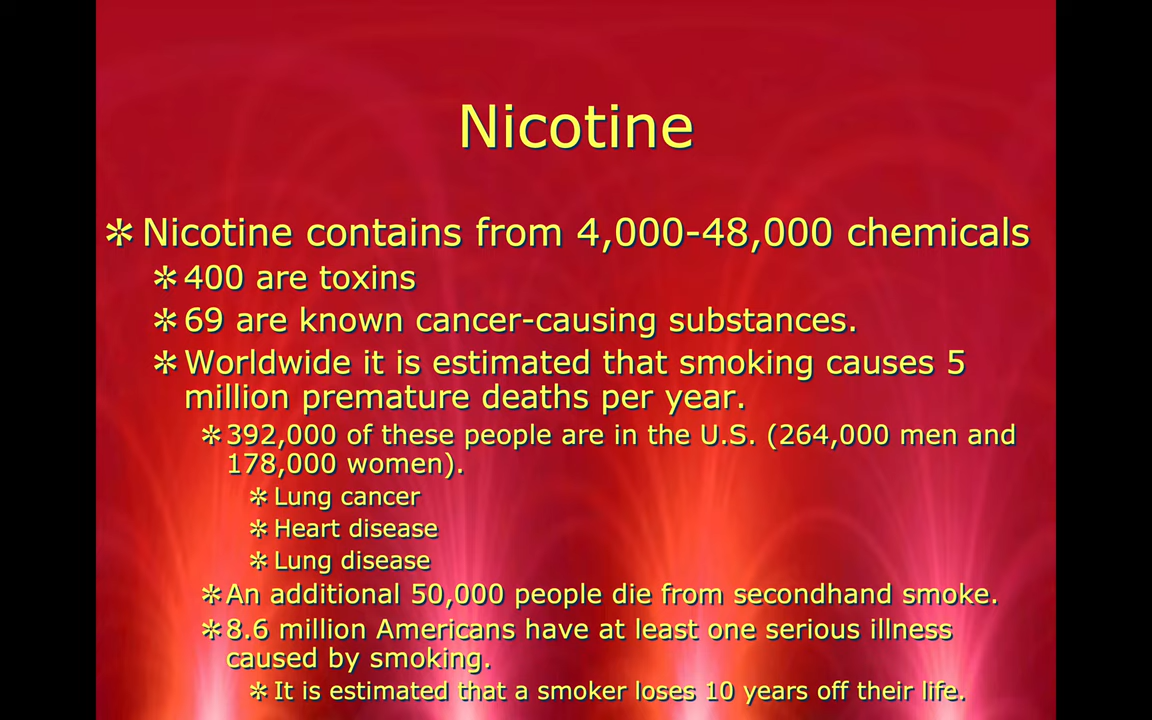 Nicotine
✲ Nicotine contains from 4,000-48,000 chemicals
✲ 400 are toxins
✲ 69 are known cancer-causing substances.
✲ Worldwide it is estimated that smoking causes 5
million premature deaths per year.
✲ 392,000 of these people are in the U.S. (264,000 men and
178,000 women).
✲ Lung cancer
✲ Heart disease
✲ Lung disease
✲ An additional 50,000 people die from secondhand smoke.
✲ 8.6 million Americans have at least one serious illness
caused by smoking.
✲ It is estimated that a smoker loses 10 years off their life.